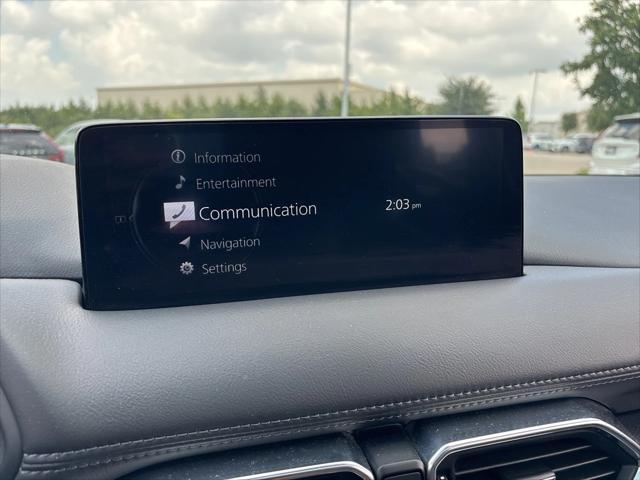 Information
Entertainment
Communication
2:03 pm
Navigation
Settings